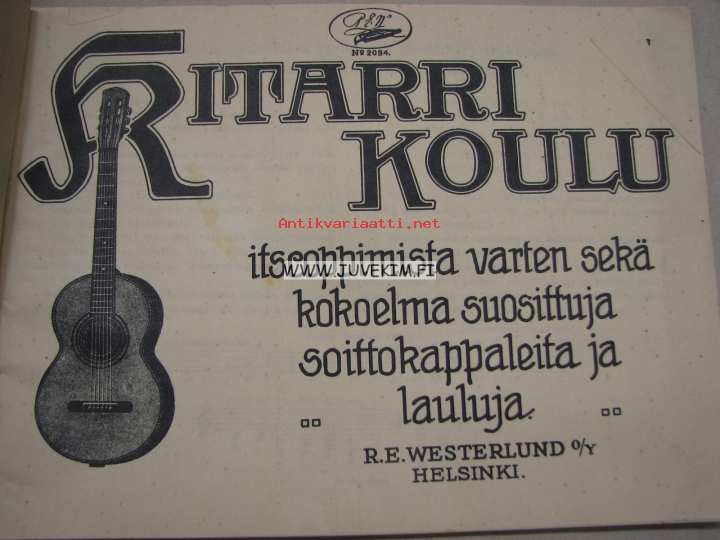 R.E.W.
No 2094.
KITARRI
KOULU
Antikvariaatti.net
itseoppimista varten sekä
WWW.JUVEKIM.FI
kokoelma suosittuja
soittokappaleita ja
lauluja.
R.E. WESTERLUND O/Y
HELSINKI.